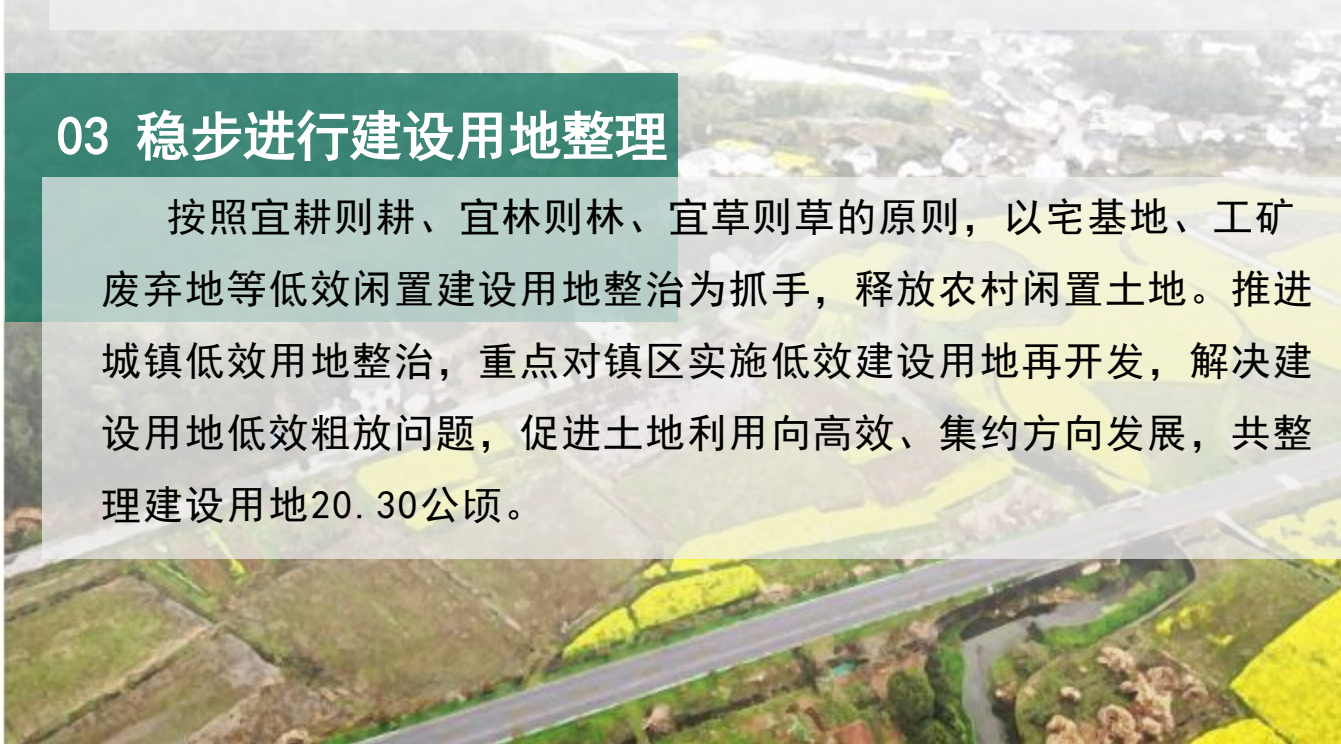 03 稳步进行建设用地整理
按照宜耕则耕、宜林则林、宜草则草的原则，以宅基地、工矿
废弃地等低效闲置建设用地整治为抓手，释放农村闲置土地。推进
城镇低效用地整治，重点对镇区实施低效建设用地再开发，解决建
设用地低效粗放问题，促进土地利用向高效、集约方向发展，共整
理建设用地20.30公顷。